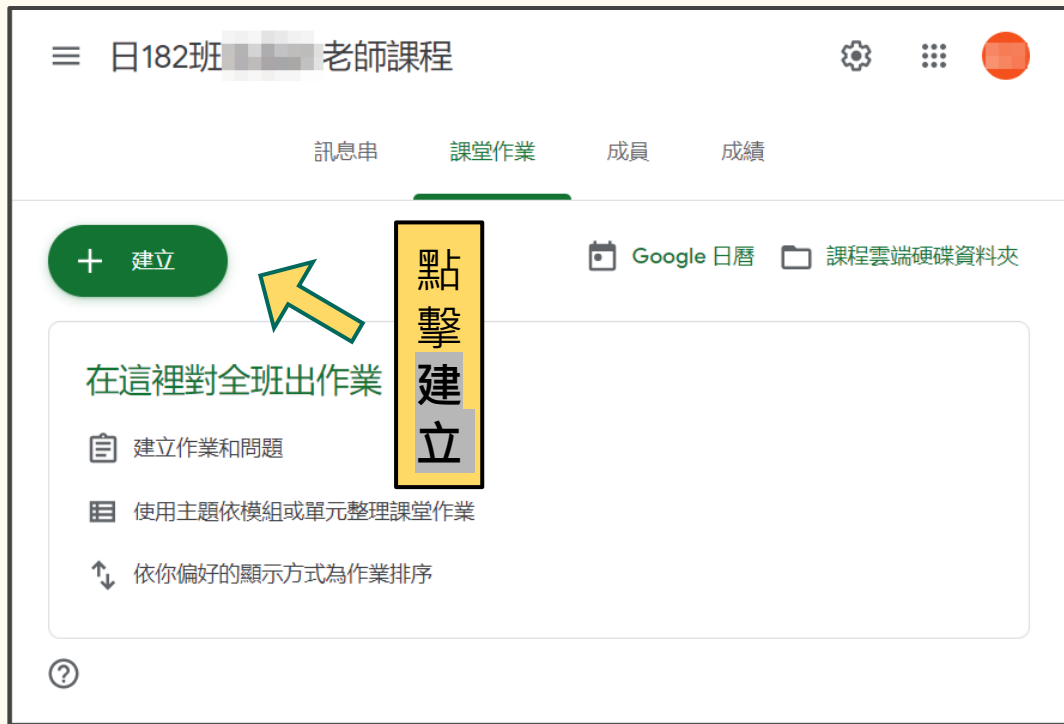 日182班 老師課程
訊息串 課堂作業 成員 成績
建立
Google 日曆 課程雲端硬碟資料夾
點擊建立
在這裡對全班出作業
建立作業和問題
使用主題依模組或單元整理課堂作業
依你偏好的顯示方式為作業排序